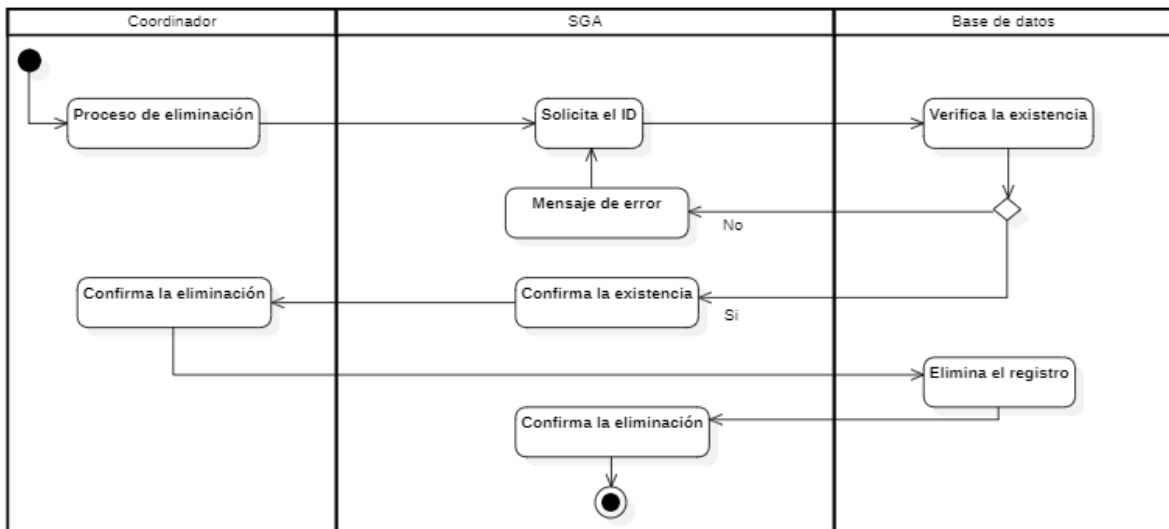 Coordinador
SGA
Base de datos
Proceso de eliminación
Solicita el ID
Verifica la existencia
Mensaje de error
No
Confirma la eliminación
Confirma la existencia
Si
Elimina el registro
Confirma la eliminación